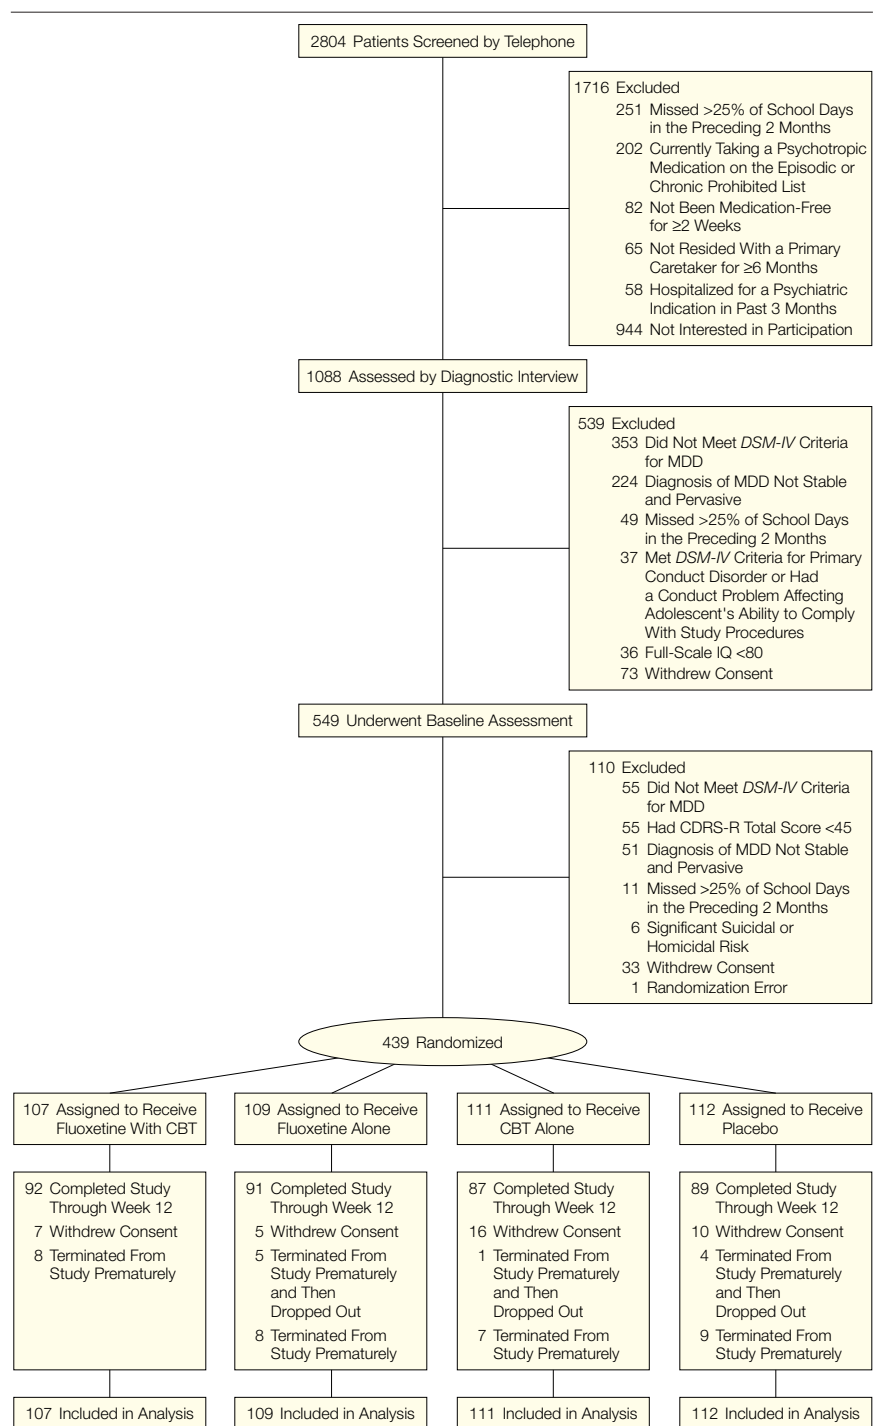 2804 Patients Screened by Telephone
1716 Excluded
251 Missed >25% of School Days
in the Preceding 2 Months
202 Currently Taking a Psychotropic
Medication on the Episodic or
Chronic Prohibited List
82 Not Been Medication-Free
for ≥2 Weeks
65 Not Resided With a Primary
Caretaker for ≥6 Months
58 Hospitalized for a Psychiatric
Indication in Past 3 Months
944 Not Interested in Participation
1088 Assessed by Diagnostic Interview
539 Excluded
353 Did Not Meet DSM-IV Criteria
for MDD
224 Diagnosis of MDD Not Stable
and Pervasive
49 Missed >25% of School Days
in the Preceding 2 Months
37 Met DSM-IV Criteria for Primary
Conduct Disorder or Had
a Conduct Problem Affecting
Adolescent's Ability to Comply
With Study Procedures
36 Full-Scale IQ <80
73 Withdrew Consent
549 Underwent Baseline Assessment
110 Excluded
55 Did Not Meet DSM-IV Criteria
for MDD
55 Had CDRS-R Total Score <45
51 Diagnosis of MDD Not Stable
and Pervasive
11 Missed >25% of School Days
in the Preceding 2 Months
6 Significant Suicidal or
Homicidal Risk
33 Withdrew Consent
1 Randomization Error
439 Randomized
107 Assigned to Receive
Fluoxetine With CBT
109 Assigned to Receive
Fluoxetine Alone
111 Assigned to Receive
CBT Alone
112 Assigned to Receive
Placebo
92 Completed Study
Through Week 12
7 Withdrew Consent
8 Terminated From
Study Prematurely
91 Completed Study
Through Week 12
5 Withdrew Consent
5 Terminated From
Study Prematurely
and Then
Dropped Out
8 Terminated From
Study Prematurely
87 Completed Study
Through Week 12
16 Withdrew Consent
1 Terminated From
Study Prematurely
and Then
Dropped Out
7 Terminated From
Study Prematurely
89 Completed Study
Through Week 12
10 Withdrew Consent
4 Terminated From
Study Prematurely
and Then
Dropped Out
9 Terminated From
Study Prematurely
107 Included in Analysis
109 Included in Analysis
111 Included in Analysis
112 Included in Analysis